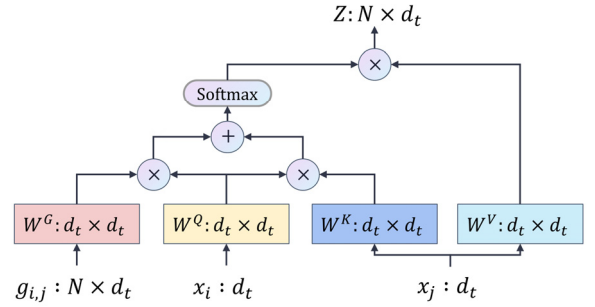 Z: N × d_t
×
Softmax
+
×
×
W^G: d_t × d_t
W^Q: d_t × d_t
W^K: d_t × d_t
W^V: d_t × d_t
g_{i,j} : N × d_t
x_i : d_t
x_j : d_t